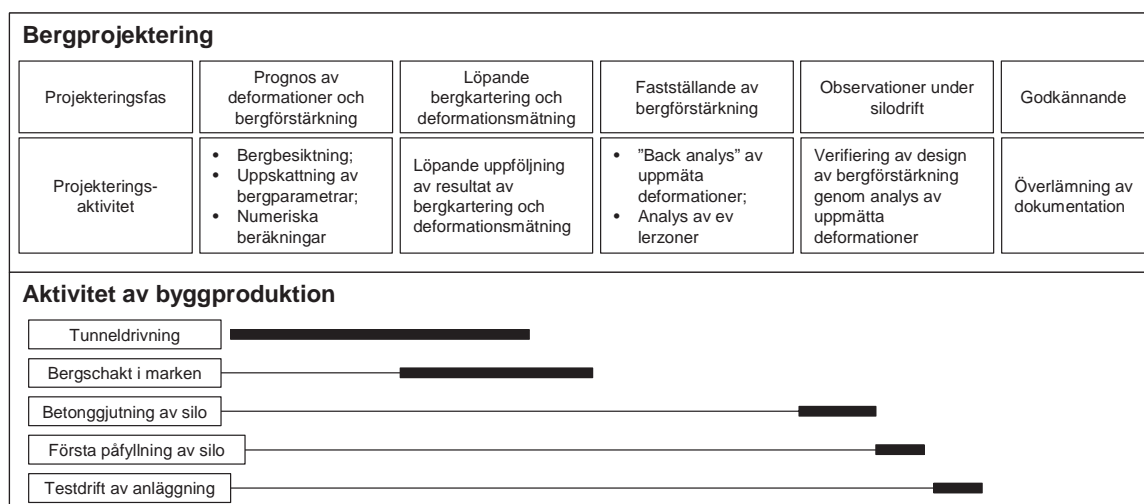 Bergprojektering
Projekteringsfas
Prognos av
deformationer och
bergförstärkning
Löpande
bergkartering och
deformationsmätning
Fastställande av
bergförstärkning
Observationer under
silodrift
Godkännande
Projekterings-
aktivitet
• Bergbesiktning;
• Uppskattning av
bergparametrar;
• Numeriska
beräkningar
Löpande uppföljning
av resultat av
bergkartering och
deformationsmätning
• ”Back analys” av
uppmäta
deformationer;
• Analys av ev
lerzoner
Verifiering av design
av bergförstärkning
genom analys av
uppmätta
deformationer
Överlämning av
dokumentation
Aktivitet av byggproduktion
Tunneldrivning
Bergschakt i marken
Betonggjutning av silo
Första påfyllning av silo
Testdrift av anläggning